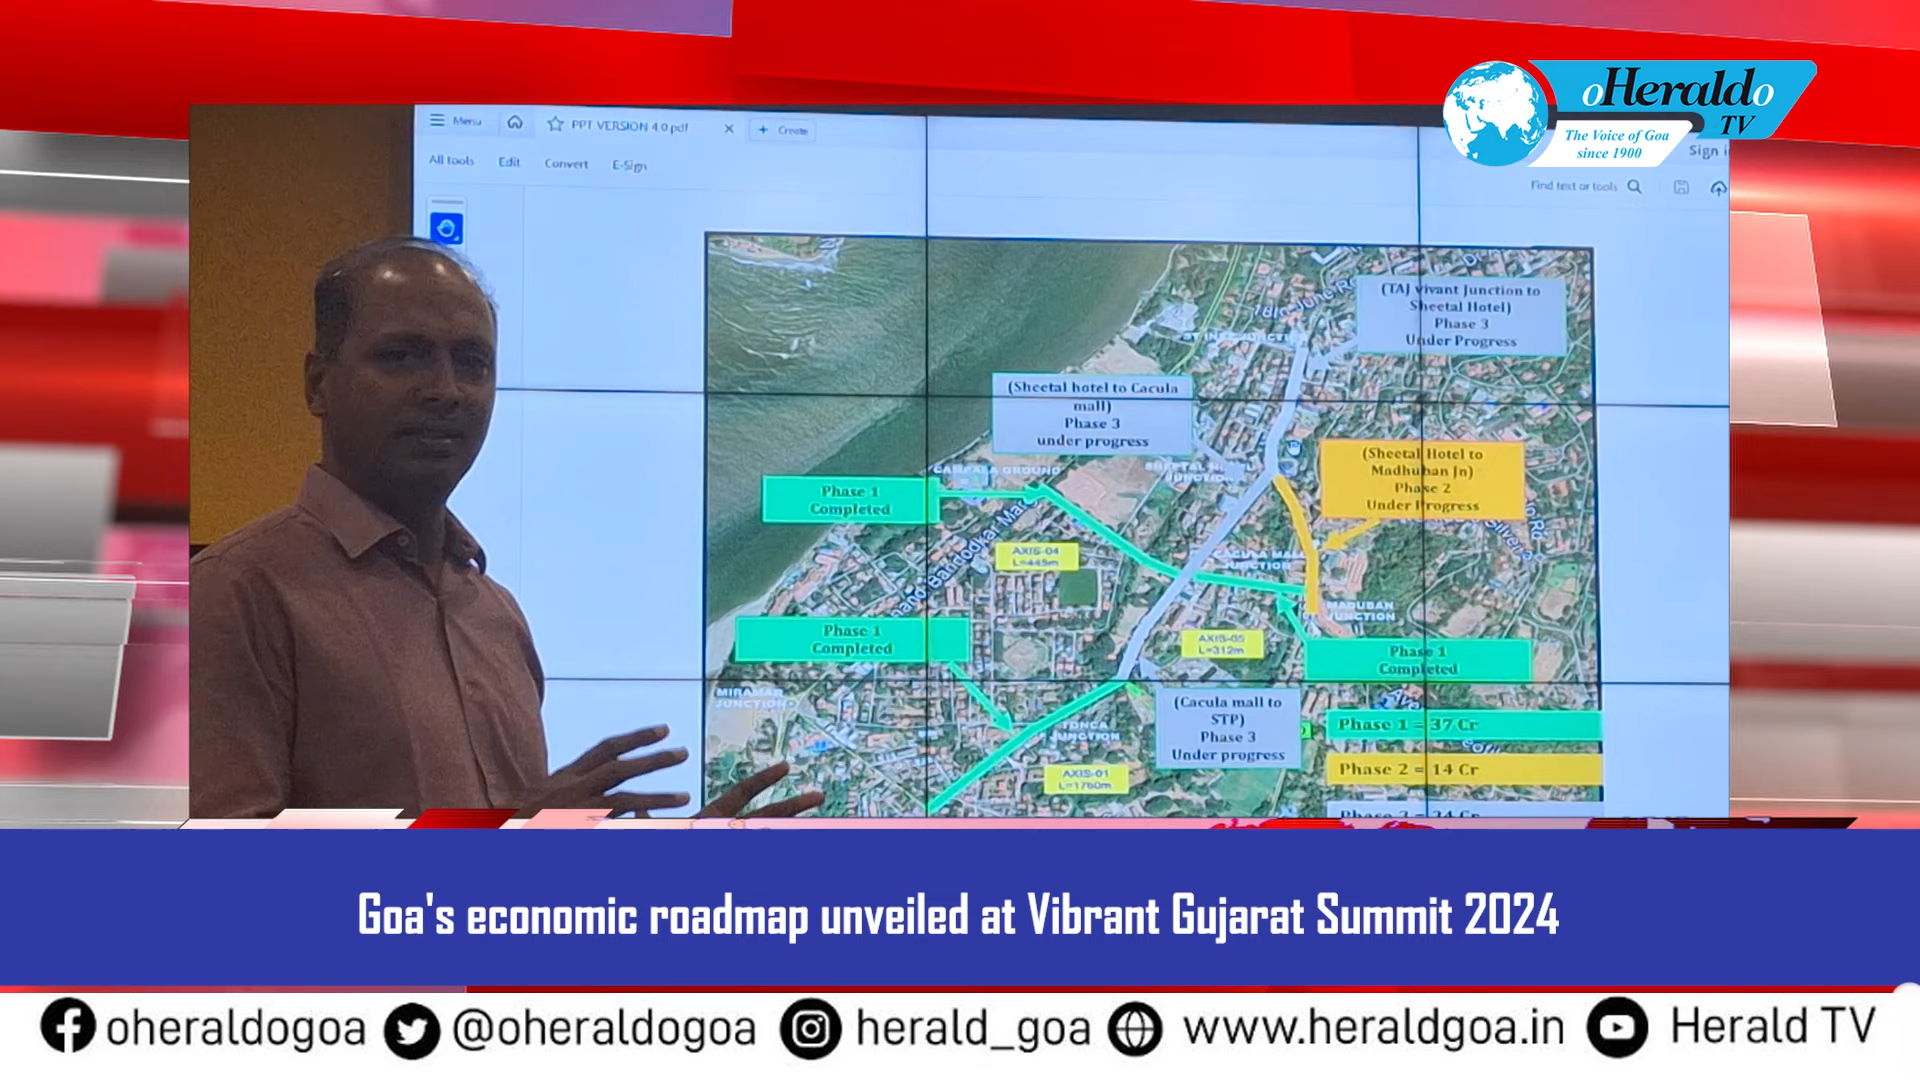 oHeraldo
TV
The Voice of Goa
since 1900
Menu
PPT VERSION 4.0.pdf
Create
All tools
Edit
Convert
E-Sign
Find text or tools
(TAJ vivant Junction to
Sheetal Hotel)
Phase 3
Under Progress
(Sheetal hotel to Cacula
mall)
Phase 3
under progress
(Sheetal Hotel to
Madhuban Jn)
Phase 2
Under Progress
CAMPALA GROUND
Phase 1
Completed
AXIS-04
L=445m
CACULA MALL
JUNCTION
MADUBAN
JUNCTION
Phase 1
Completed
AXIS-05
L=312m
Phase 1
Completed
MIRAMAR
JUNCTION
TONCA
JUNCTION
(Cacula mall to
STP)
Phase 3
Under progress
Phase 1 = 37 Cr
Phase 2 = 14 Cr
AXIS-01
L=1760m
Goa's economic roadmap unveiled at Vibrant Gujarat Summit 2024
oheraldogoa
@oheraldogoa
herald_goa
www.heraldgoa.in
Herald TV